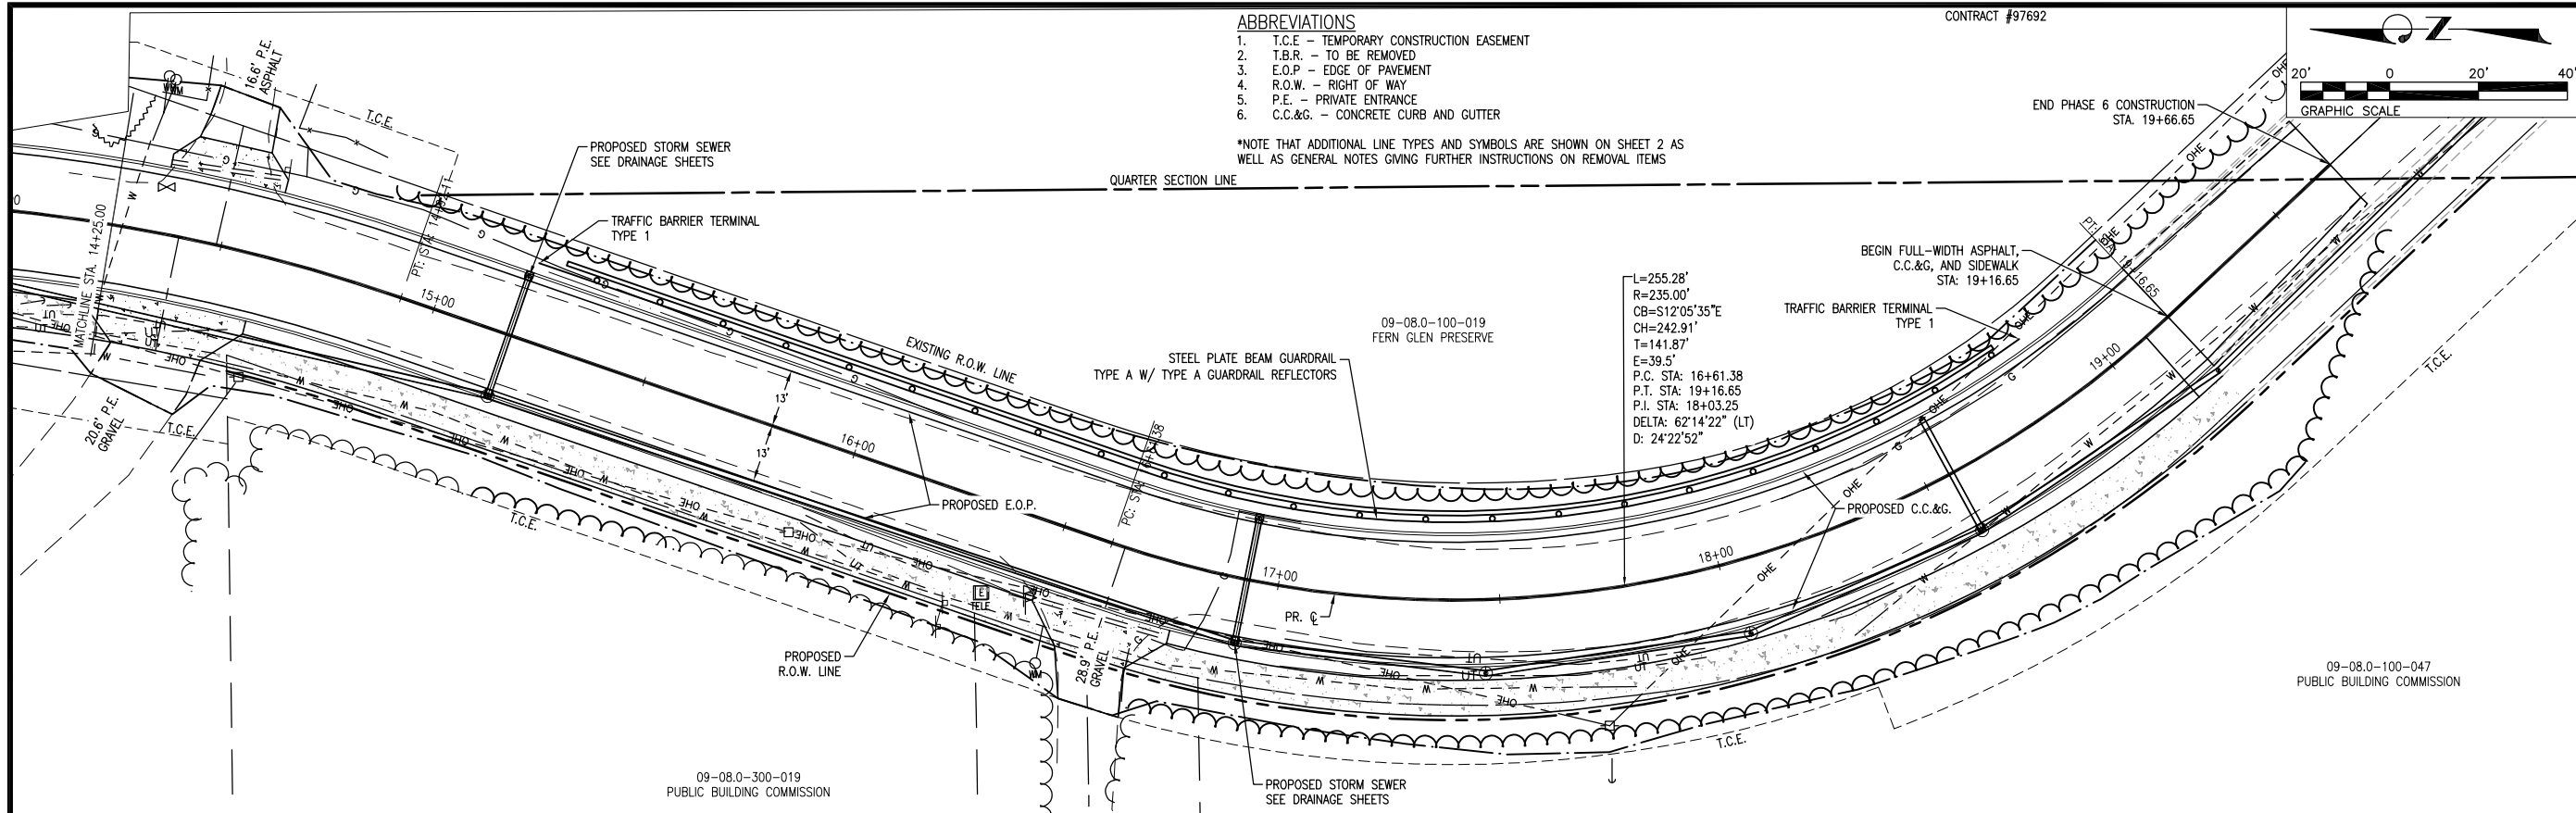 ABBREVIATIONS
1. T.C.E – TEMPORARY CONSTRUCTION EASEMENT
2. T.B.R. – TO BE REMOVED
3. E.O.P – EDGE OF PAVEMENT
4. R.O.W. – RIGHT OF WAY
5. P.E. – PRIVATE ENTRANCE
6. C.C.&G. – CONCRETE CURB AND GUTTER
*NOTE THAT ADDITIONAL LINE TYPES AND SYMBOLS ARE SHOWN ON SHEET 2 AS
WELL AS GENERAL NOTES GIVING FURTHER INSTRUCTIONS ON REMOVAL ITEMS
CONTRACT #97692
Z
20' 0 20' 40'
GRAPHIC SCALE
END PHASE 6 CONSTRUCTION
STA. 19+66.65
16.6' P.E.
ASPHALT
T.C.E.
PROPOSED STORM SEWER
SEE DRAINAGE SHEETS
QUARTER SECTION LINE
TRAFFIC BARRIER TERMINAL
TYPE 1
MATCHLINE STA. 14+25.00
15+00
EXISTING R.O.W. LINE
09-08.0-100-019
FERN GLEN PRESERVE
STEEL PLATE BEAM GUARDRAIL
TYPE A W/ TYPE A GUARDRAIL REFLECTORS
L=255.28'
R=235.00'
CB=S12°05'35"E
CH=242.91'
T=141.87'
E=39.5'
P.C. STA: 16+61.38
P.T. STA: 19+16.65
P.I. STA: 18+03.25
DELTA: 62°14'22" (LT)
D: 24°22'52"
BEGIN FULL-WIDTH ASPHALT,
C.C.&G, AND SIDEWALK
STA: 19+16.65
TRAFFIC BARRIER TERMINAL
TYPE 1
19+00
T.C.E.
20.6' P.E.
GRAVEL
T.C.E.
13'
13'
16+00
PROPOSED E.O.P.
T.C.E.
17+00
18+00
PROPOSED C.C.&G.
PR. ℄
E
TELE
WM
28.9' P.E.
GRAVEL
PROPOSED
R.O.W. LINE
T.C.E.
09-08.0-300-019
PUBLIC BUILDING COMMISSION
PROPOSED STORM SEWER
SEE DRAINAGE SHEETS
09-08.0-100-047
PUBLIC BUILDING COMMISSION